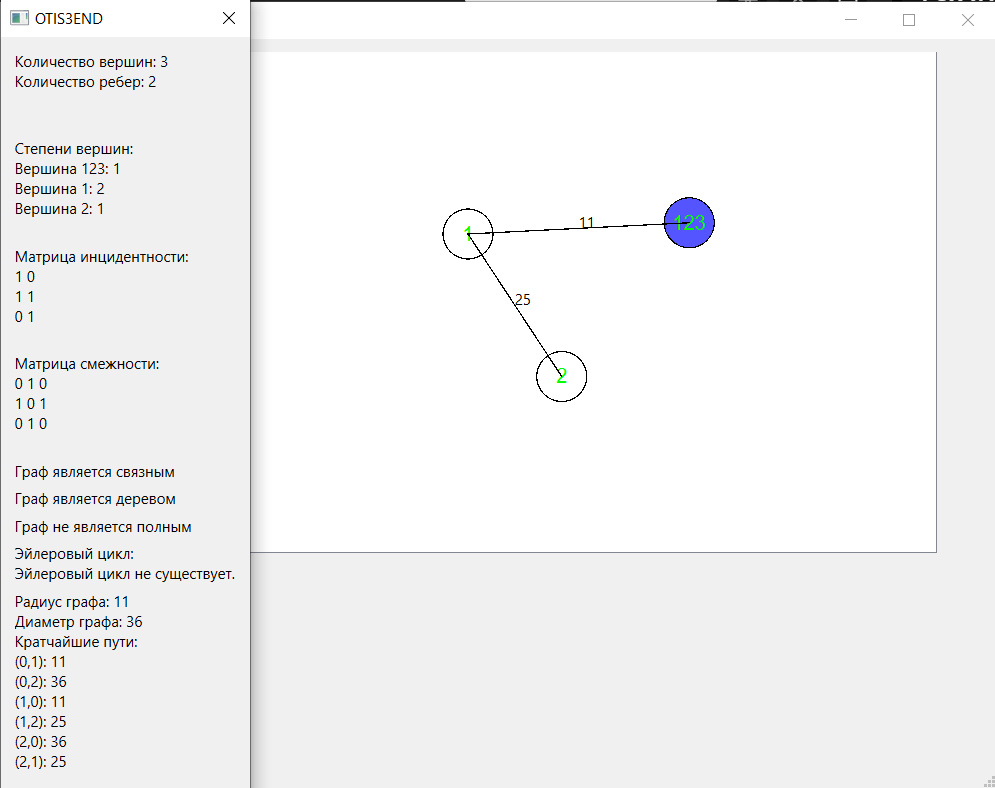 OTIS3END
Количество вершин: 3
Количество ребер: 2
Степени вершин:
Вершина 123: 1
Вершина 1: 2
Вершина 2: 1
Матрица инцидентности:
1 0
1 1
0 1
Матрица смежности:
0 1 0
1 0 1
0 1 0
Граф является связным
Граф является деревом
Граф не является полным
Эйлеровый цикл:
Эйлеровый цикл не существует.
Радиус графа: 11
Диаметр графа: 36
Кратчайшие пути:
(0,1): 11
(0,2): 36
(1,0): 11
(1,2): 25
(2,0): 36
(2,1): 25
1
11
123
25
2